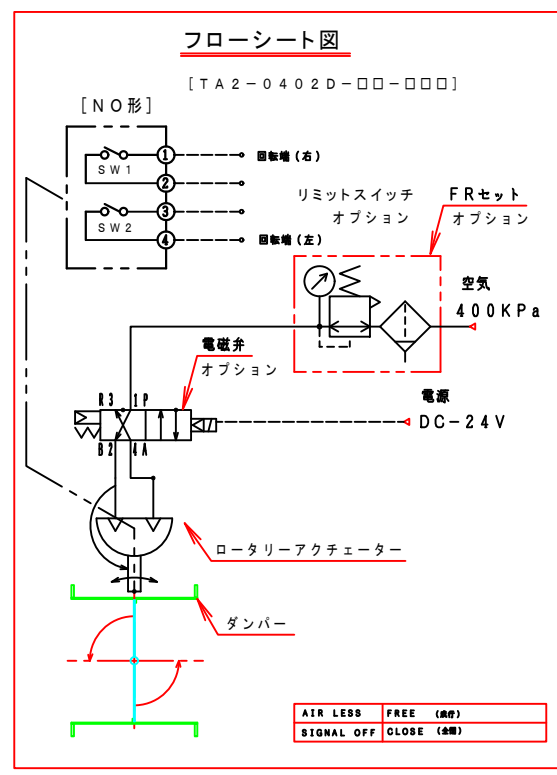 フローシート図
[TA2-0402D-□□-□□□]
[NO形]
SW1
SW2
1
2
3
4
回転端(右)
回転端(左)
リミットスイッチ
オプション
FRセット
オプション
空気
400KPa
電磁弁
オプション
電源
DC-24V
R3 1P
B2 4A
ロータリーアクチェーター
ダンパー
AIR LESS FREE
SIGNAL OFF CLOSE (全閉)